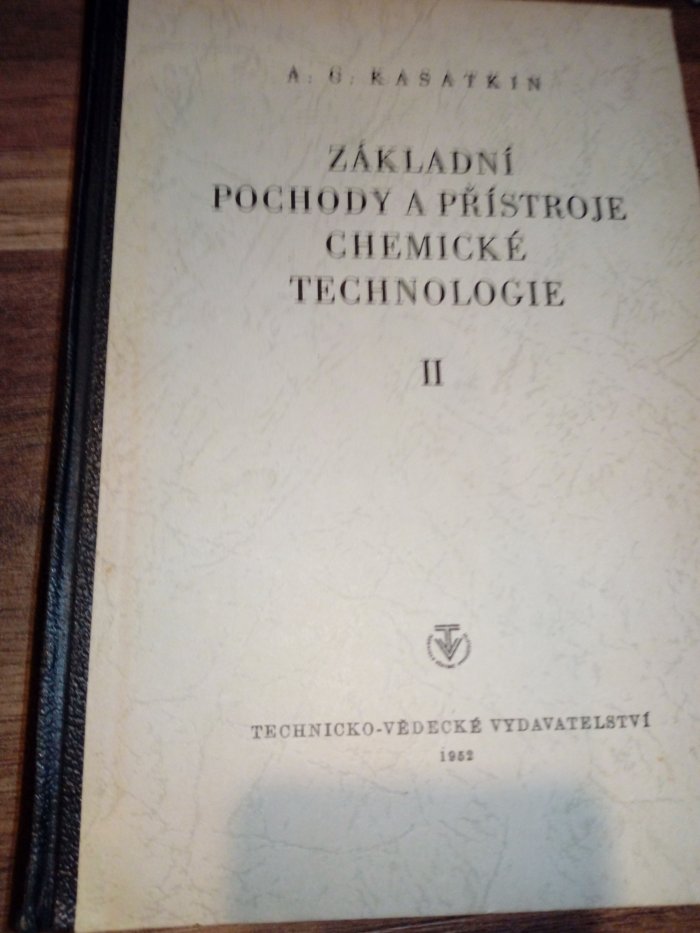 A. G. KASATKIN
ZÁKLADNÍ
POCHODY A PŘÍSTROJE
CHEMICKÉ
TECHNOLOGIE
II
TECHNICKO-VĚDECKÉ VYDAVATELSTVÍ
1952